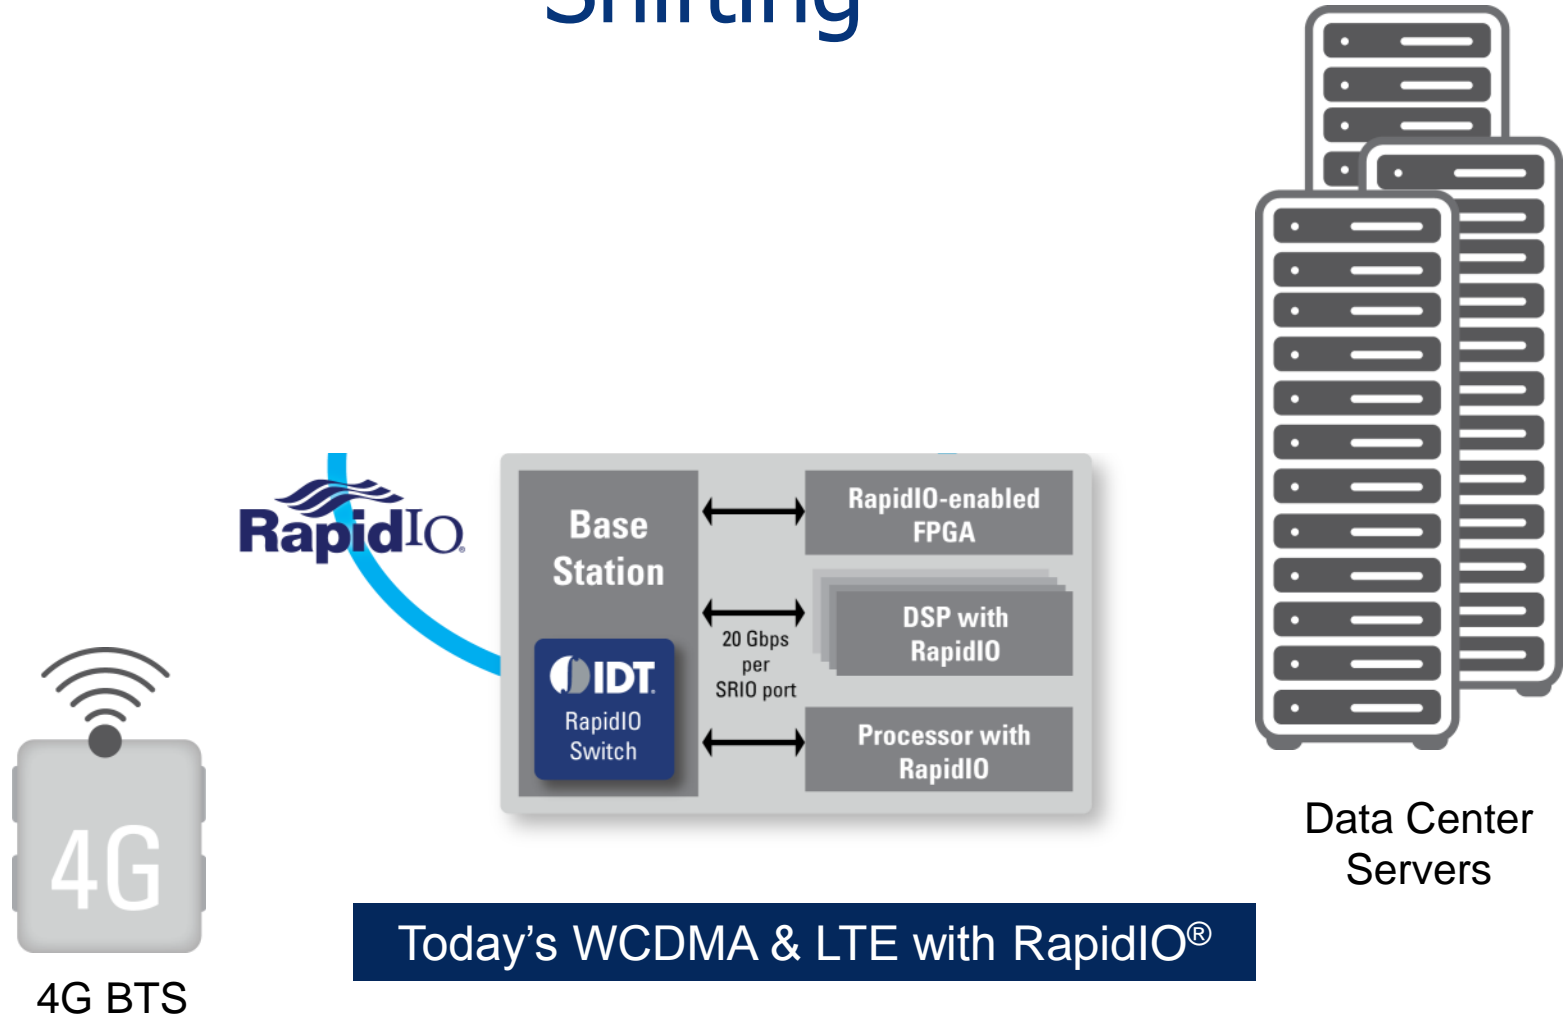 Shifting
RapidIO®
Base
Station
IDT.
RapidIO
Switch
20 Gbps
per
SRIO port
RapidIO-enabled
FPGA
DSP with
RapidIO
Processor with
RapidIO
4G
4G BTS
Data Center
Servers
Today's WCDMA & LTE with RapidIO®